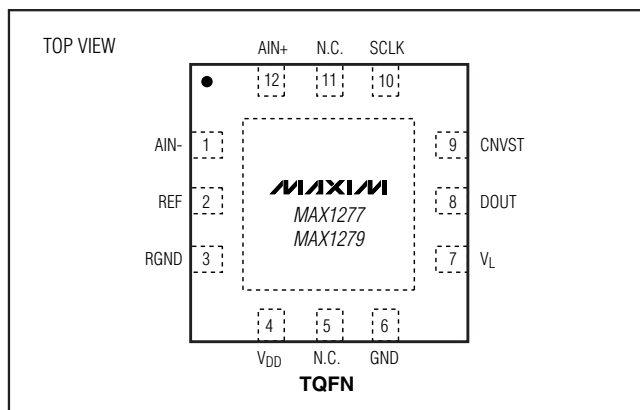 TOP VIEW
AIN+ N.C. SCLK
12 11 10
AIN- 1 9 CNVST
MAXIM
REF 2 MAX1277 8 DOUT
MAX1279
RGND 3 7 VL
4 5 6
VDD N.C. GND
TQFN